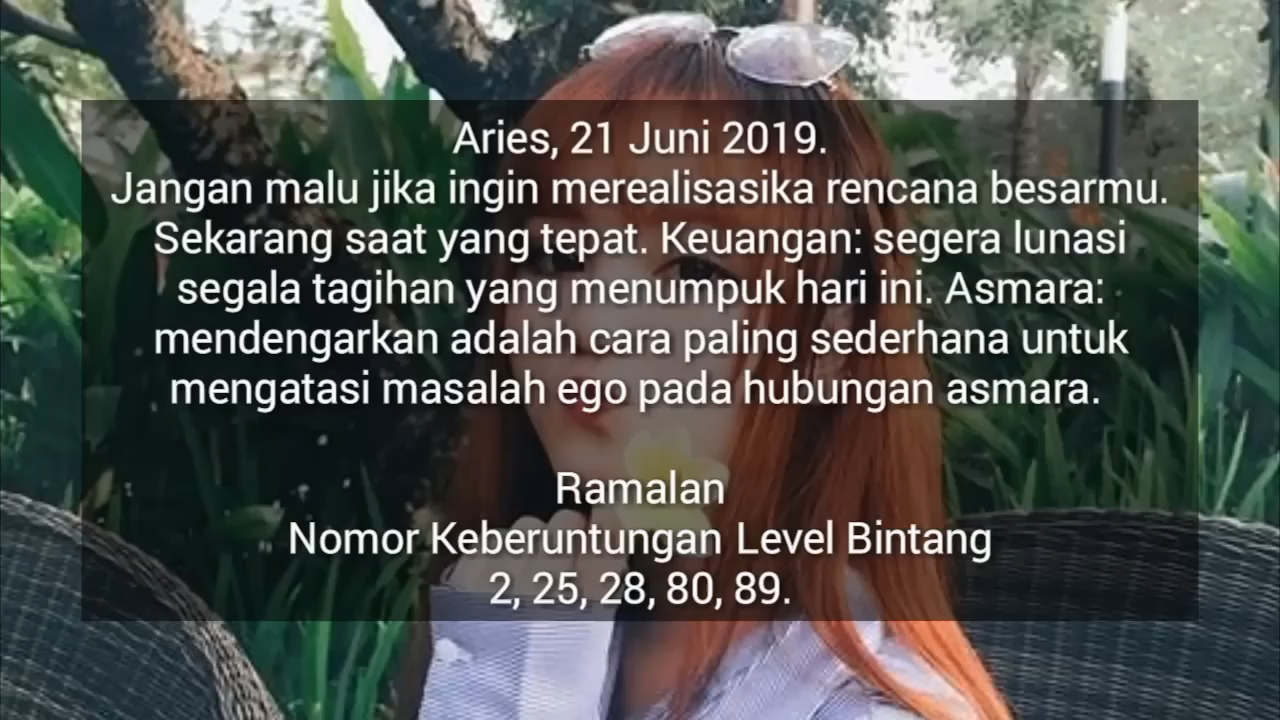 Aries, 21 Juni 2019.
Jangan malu jika ingin merealisasika rencana besarmu.
Sekarang saat yang tepat. Keuangan: segera lunasi
segala tagihan yang menumpuk hari ini. Asmara:
mendengarkan adalah cara paling sederhana untuk
mengatasi masalah ego pada hubungan asmara.
Ramalan
Nomor Keberuntungan Level Bintang
2, 25, 28, 80, 89.